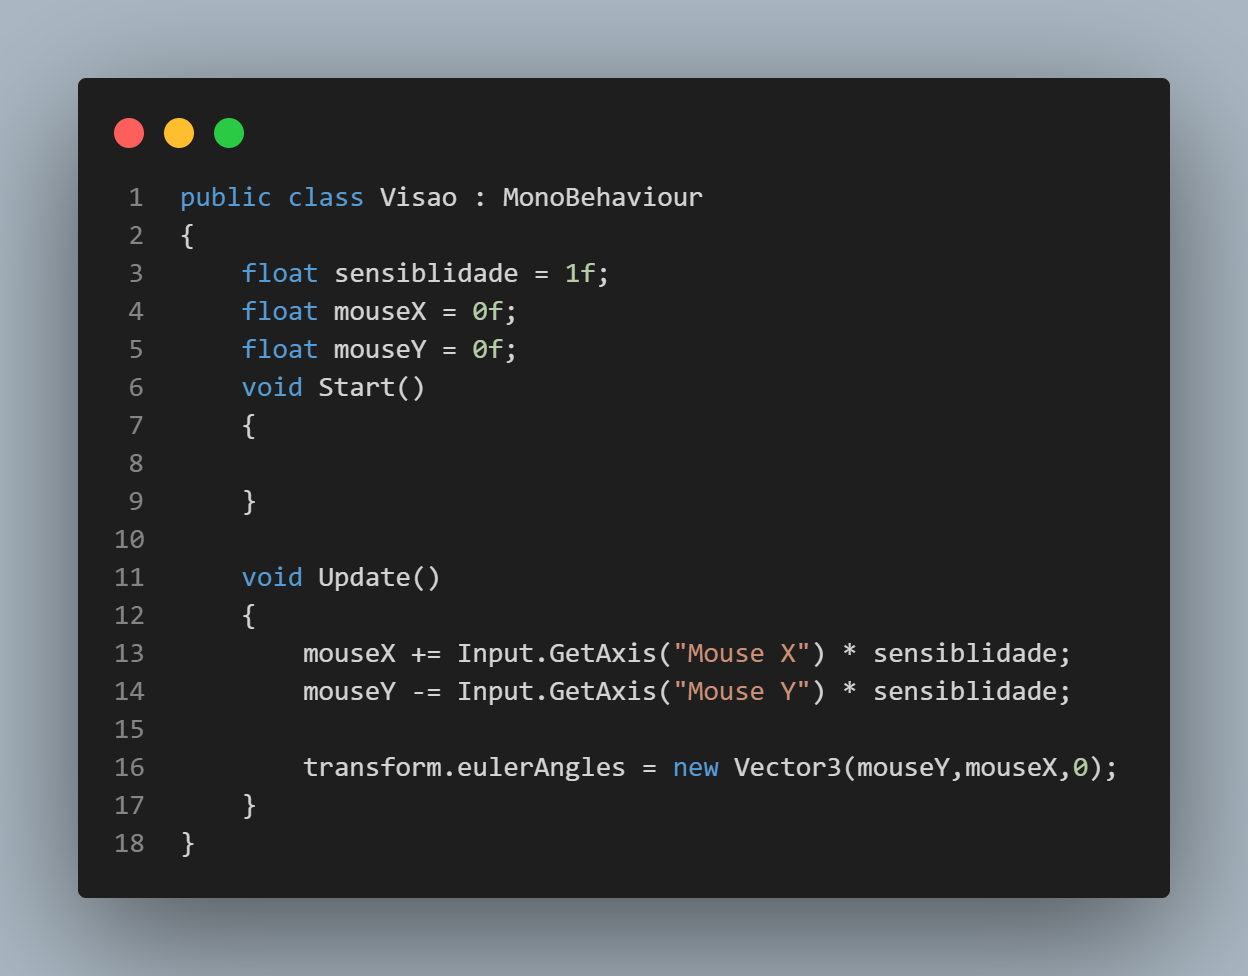 1 public class Visao : MonoBehaviour
2 {
3     float sensiblidade = 1f;
4     float mouseX = 0f;
5     float mouseY = 0f;
6     void Start()
7     {
8
9     }
10
11     void Update()
12     {
13         mouseX += Input.GetAxis("Mouse X") * sensiblidade;
14         mouseY -= Input.GetAxis("Mouse Y") * sensiblidade;
15
16         transform.eulerAngles = new Vector3(mouseY,mouseX,0);
17     }
18 }